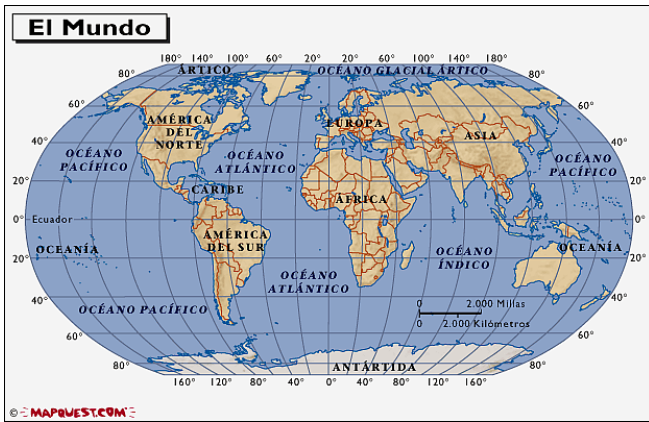 El Mundo
180° 140° 100° 60° 20° 20° 60° 100° 140° 180°
ÁRTICO
OCÉANO GLACIAL ÁRTICO
80° 80°
60° 60°
AMÉRICA
DEL
NORTE
EUROPA
ASIA
40° 40°
OCÉANO
PACÍFICO
OCÉANO
ATLÁNTICO
OCÉANO
PACÍFICO
20° 20°
CARIBE
ÁFRICA
0° Ecuador 0°
AMÉRICA
DEL SUR
OCEANÍA
OCÉANO
ÍNDICO
OCEANÍA
20° 20°
OCÉANO
ATLÁNTICO
40° 40°
OCÉANO PACÍFICO
0 2.000 Millas
0 2.000 Kilómetros
60° 60°
80° 80°
ANTÁRTIDA
160° 120° 80° 40° 0° 40° 80° 120° 160°
© MAPQUEST.COM